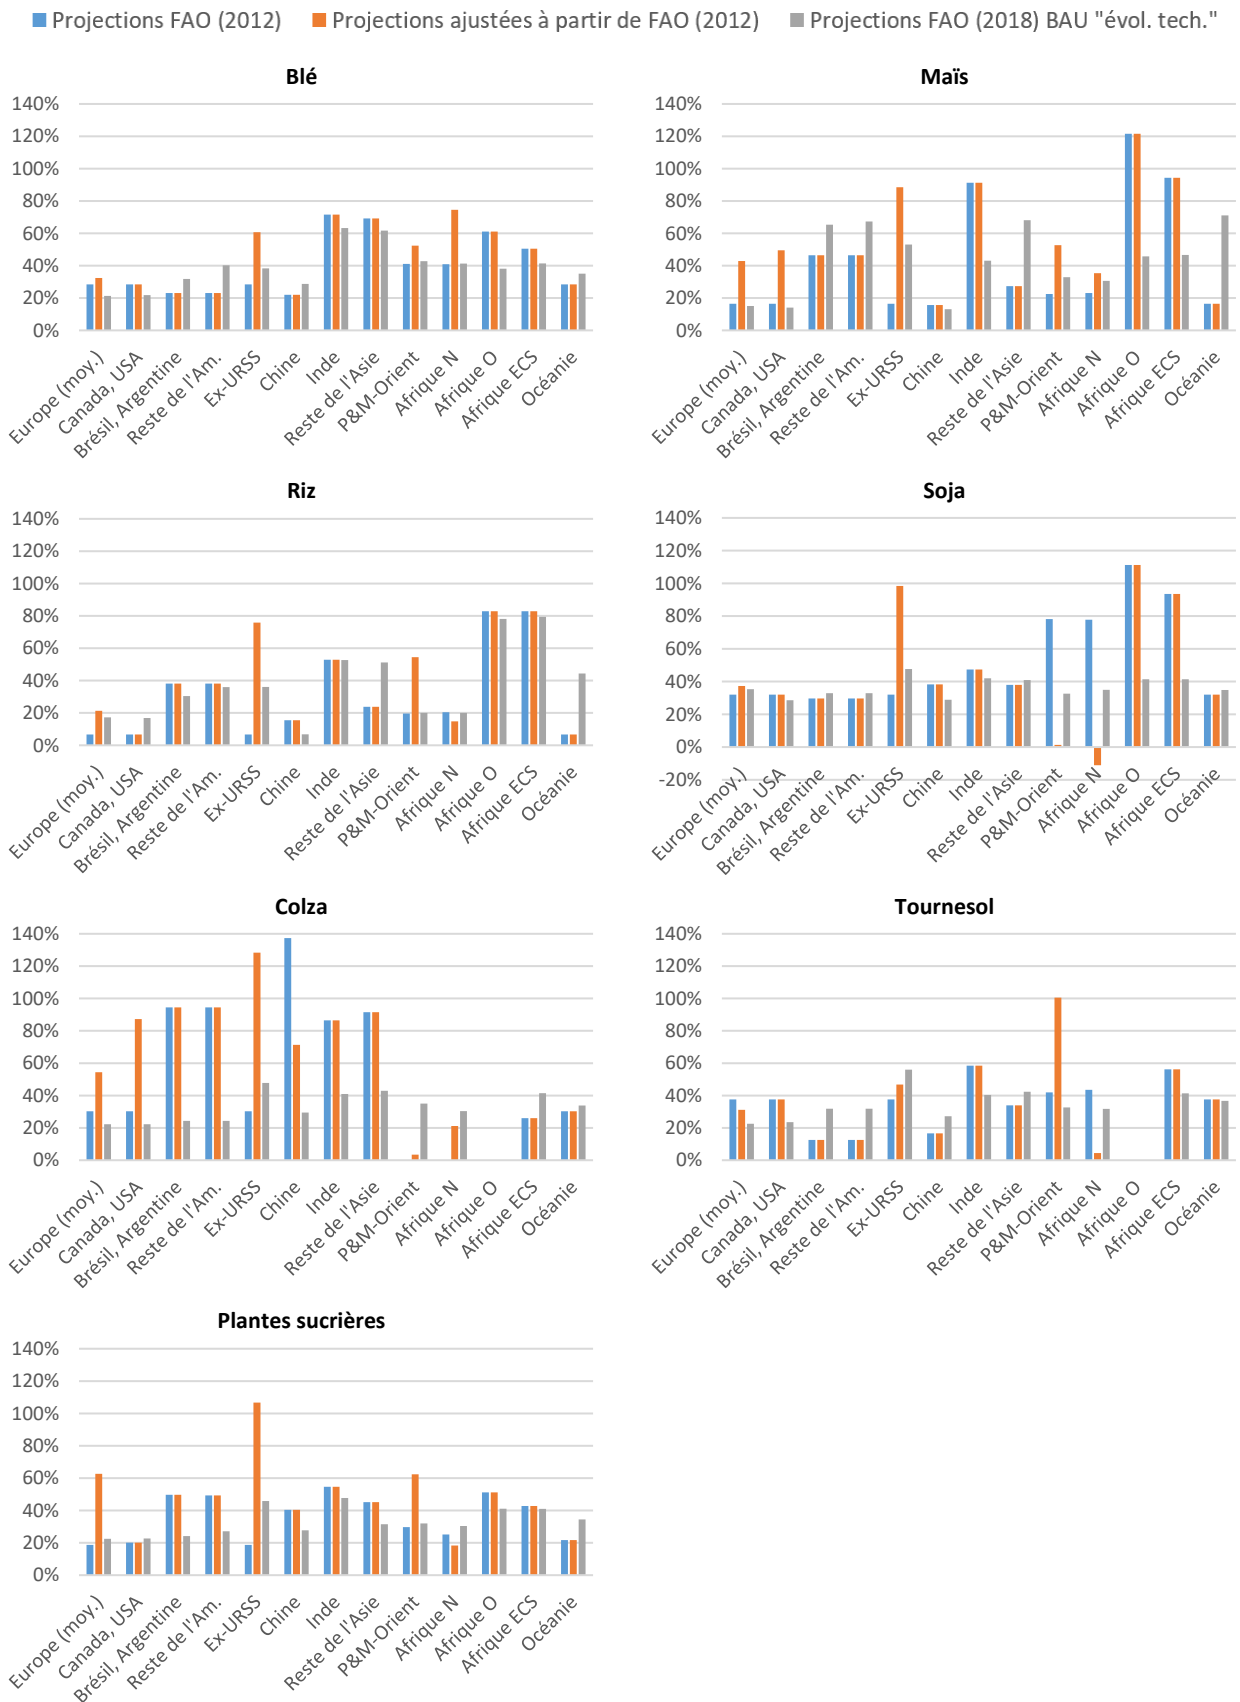 Projections FAO (2012) Projections ajustées à partir de FAO (2012) Projections FAO (2018) BAU "évol. tech."
Blé
140%
120%
100%
80%
60%
40%
20%
0%
Europe (moy.)
Canada, USA
Brésil, Argentine
Reste de l'Am.
Ex-URSS
Chine
Inde
Reste de l'Asie
P&M-Orient
Afrique N
Afrique O
Afrique ECS
Océanie
Maïs
140%
120%
100%
80%
60%
40%
20%
0%
Europe (moy.)
Canada, USA
Brésil, Argentine
Reste de l'Am.
Ex-URSS
Chine
Inde
Reste de l'Asie
P&M-Orient
Afrique N
Afrique O
Afrique ECS
Océanie
Riz
140%
120%
100%
80%
60%
40%
20%
0%
Europe (moy.)
Canada, USA
Brésil, Argentine
Reste de l'Am.
Ex-URSS
Chine
Inde
Reste de l'Asie
P&M-Orient
Afrique N
Afrique O
Afrique ECS
Océanie
Soja
140%
120%
100%
80%
60%
40%
20%
0%
-20%
Europe (moy.)
Canada, USA
Brésil, Argentine
Reste de l'Am.
Ex-URSS
Chine
Inde
Reste de l'Asie
P&M-Orient
Afrique N
Afrique O
Afrique ECS
Océanie
Colza
140%
120%
100%
80%
60%
40%
20%
0%
Europe (moy.)
Canada, USA
Brésil, Argentine
Reste de l'Am.
Ex-URSS
Chine
Inde
Reste de l'Asie
P&M-Orient
Afrique N
Afrique O
Afrique ECS
Océanie
Tournesol
140%
120%
100%
80%
60%
40%
20%
0%
Europe (moy.)
Canada, USA
Brésil, Argentine
Reste de l'Am.
Ex-URSS
Chine
Inde
Reste de l'Asie
P&M-Orient
Afrique N
Afrique O
Afrique ECS
Océanie
Plantes sucrières
140%
120%
100%
80%
60%
40%
20%
0%
Europe (moy.)
Canada, USA
Brésil, Argentine
Reste de l'Am.
Ex-URSS
Chine
Inde
Reste de l'Asie
P&M-Orient
Afrique N
Afrique O
Afrique ECS
Océanie